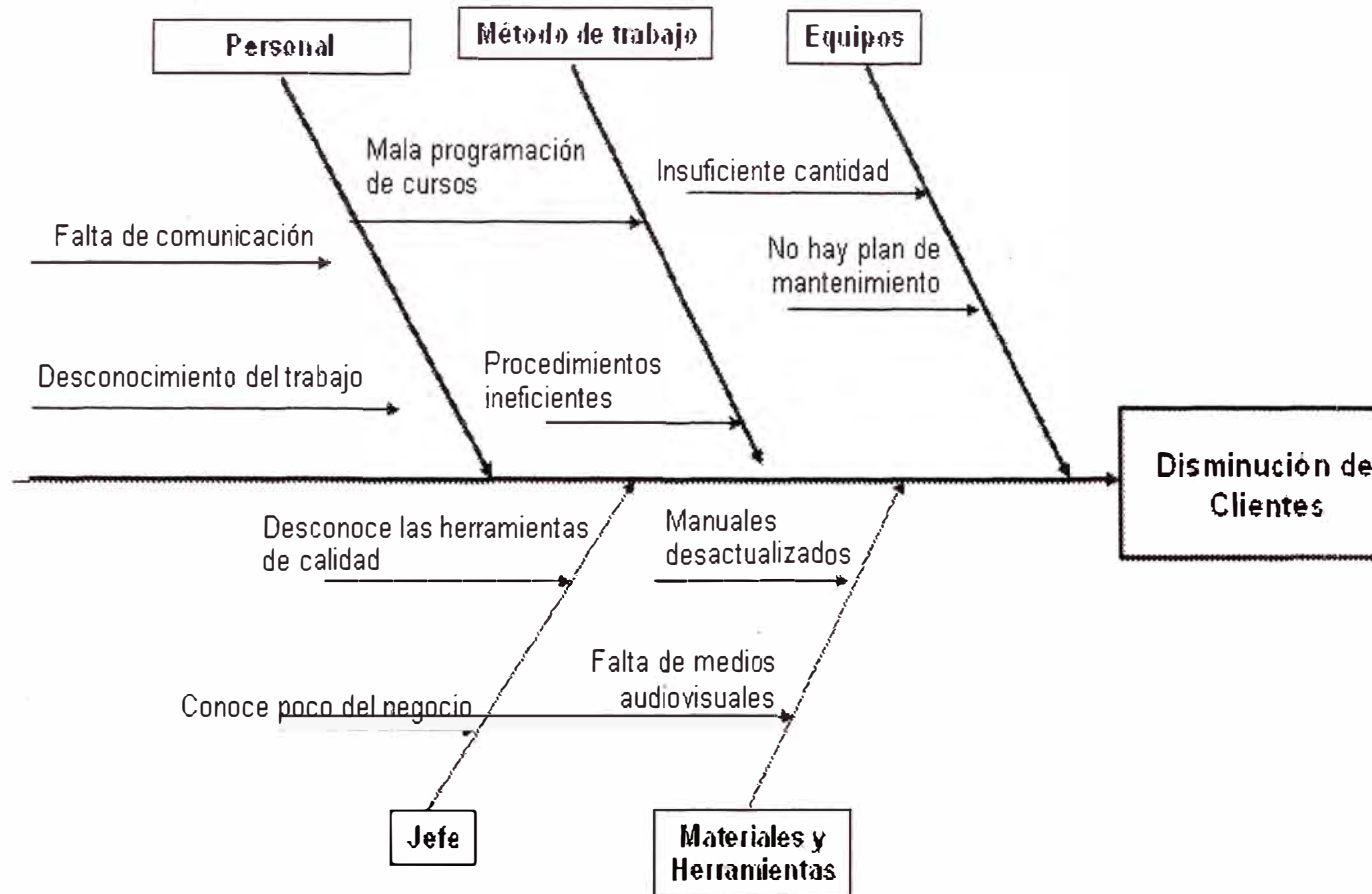 Personal
Método de trabajo
Equipos
Mala programación
de cursos
Insuficiente cantidad
Falta de comunicación
No hay plan de
mantenimiento
Desconocimiento del trabajo
Procedimientos
ineficientes
Disminución de
Clientes
Desconoce las herramientas
de calidad
Manuales
desactualizados
Falta de medios
audiovisuales
Conoce poco del negocio
Jefe
Materiales y
Herramientas